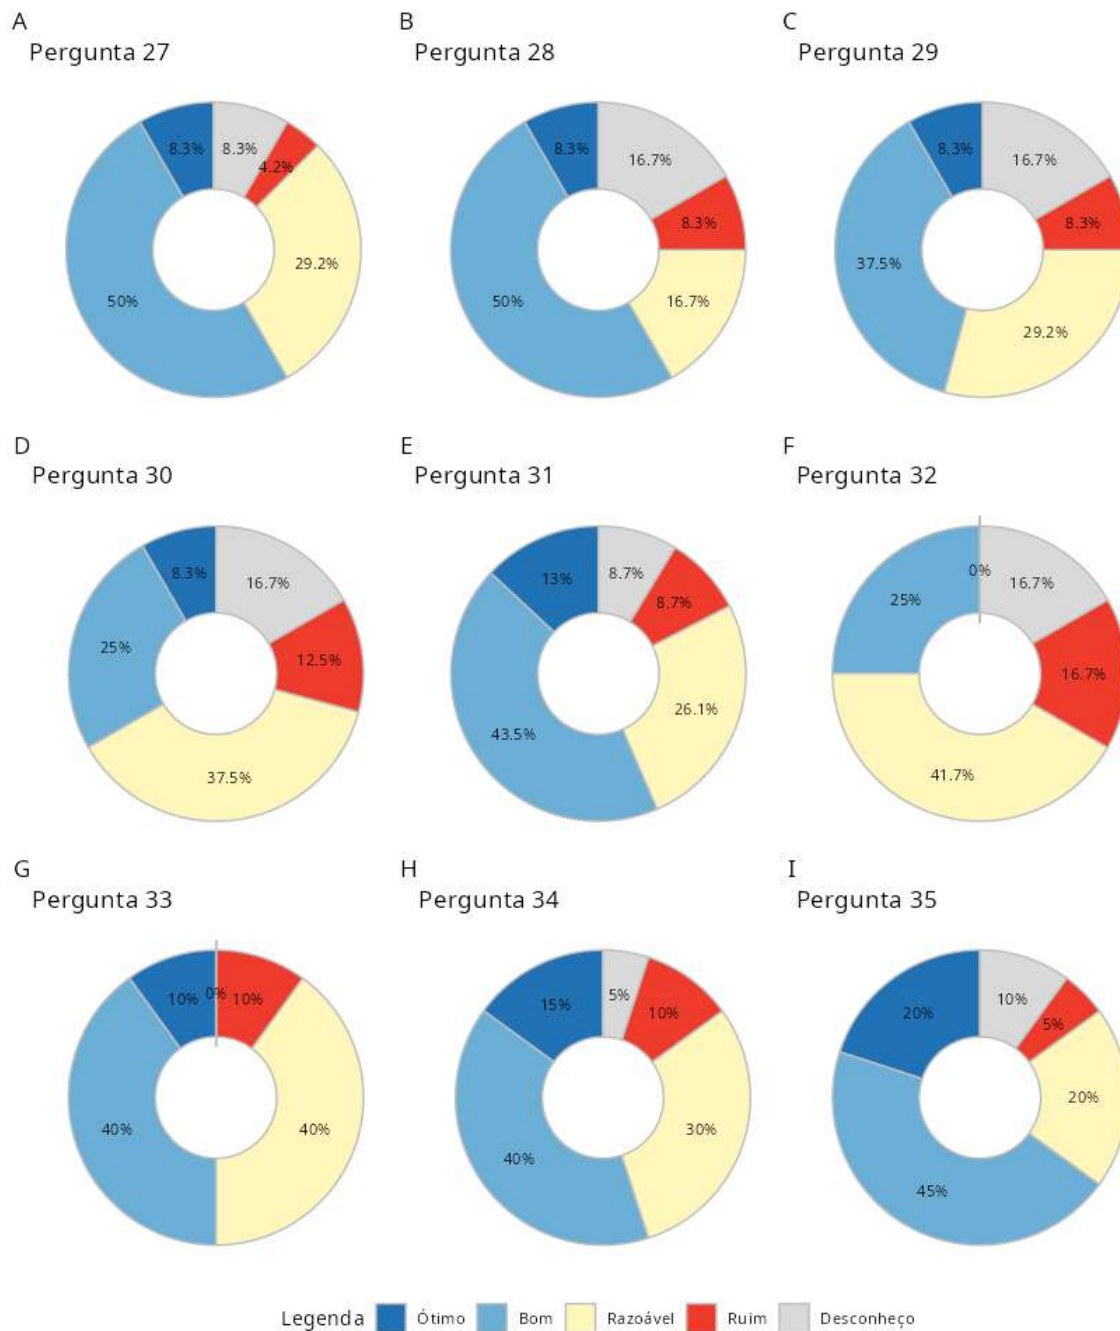 A
Pergunta 27
8.3%
8.3%
4.2%
29.2%
50%
B
Pergunta 28
8.3%
16.7%
8.3%
16.7%
50%
C
Pergunta 29
8.3%
16.7%
8.3%
37.5%
29.2%
D
Pergunta 30
8.3%
16.7%
25%
12.5%
37.5%
E
Pergunta 31
13%
8.7%
8.7%
26.1%
43.5%
F
Pergunta 32
0%
16.7%
25%
16.7%
41.7%
G
Pergunta 33
10%
0%
10%
40%
40%
H
Pergunta 34
15%
5%
10%
30%
40%
I
Pergunta 35
20%
10%
5%
20%
45%
Legenda Ótimo Bom Razoável Ruim Desconheço